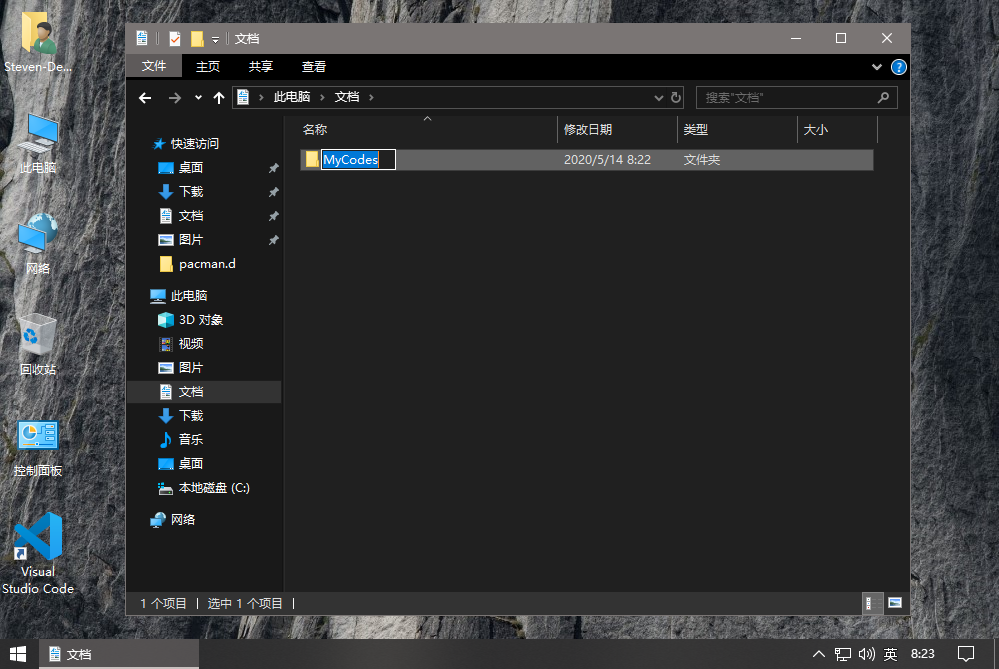 Steven-De...
此电脑
网络
回收站
控制面板
Visual
Studio Code
文档
文件 主页 共享 查看
此电脑 文档 搜索"文档"
快速访问
桌面
下载
文档
图片
pacman.d
此电脑
3D 对象
视频
图片
文档
下载
音乐
桌面
本地磁盘 (C:)
网络
名称 修改日期 类型 大小
MyCodes 2020/5/14 8:22 文件夹
1 个项目 选中 1 个项目
文档
英 8:23